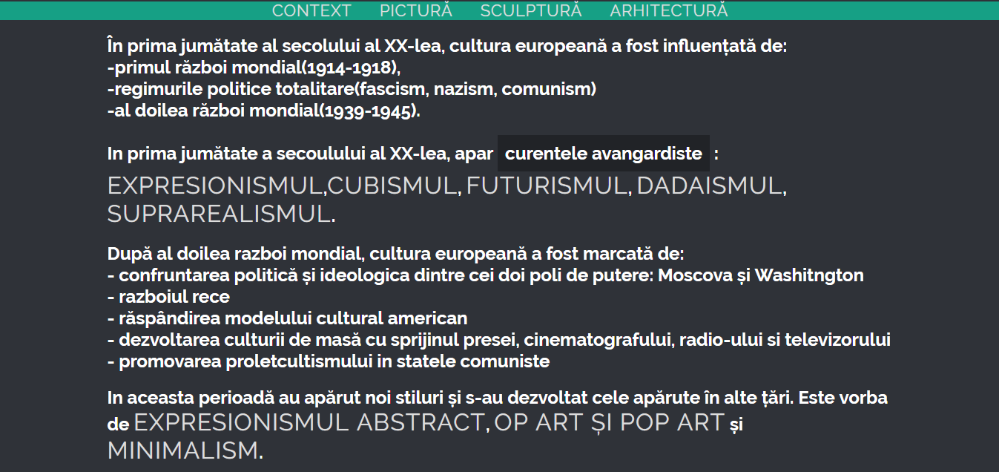 CONTEXT PICTURĂ SCULPTURĂ ARHITECTURĂ
În prima jumătate al secolului al XX-lea, cultura europeană a fost influențată de:
-primul război mondial(1914-1918),
-regimurile politice totalitare(fascism, nazism, comunism)
-al doilea război mondial(1939-1945).
In prima jumătate a secoulului al XX-lea, apar curentele avangardiste :
EXPRESIONISMUL,CUBISMUL, FUTURISMUL, DADAISMUL,
SUPRAREALISMUL.
După al doilea razboi mondial, cultura europeană a fost marcată de:
- confruntarea politică și ideologica dintre cei doi poli de putere: Moscova și Washitngton
- razboiul rece
- răspândirea modelului cultural american
- dezvoltarea culturii de masă cu sprijinul presei, cinematografului, radio-ului si televizorului
- promovarea proletcultismului in statele comuniste
In aceasta perioadă au apărut noi stiluri și s-au dezvoltat cele apărute în alte țări. Este vorba
de EXPRESIONISMUL ABSTRACT, OP ART ȘI POP ART și
MINIMALISM.